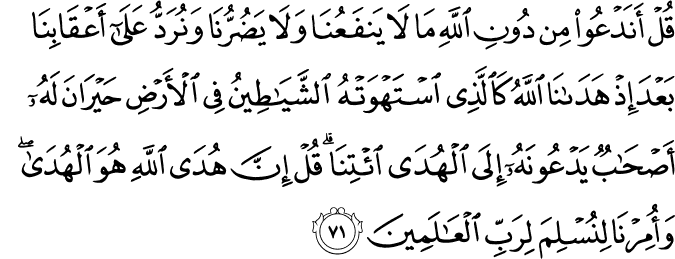 قُلۡ أَنَدۡعُواْ مِن دُونِ ٱللَّهِ مَا لَا يَنفَعُنَا وَلَا يَضُرُّنَا وَنُرَدُّ عَلَىٰٓ أَعۡقَابِنَا
بَعۡدَ إِذۡ هَدَىٰنَا ٱللَّهُ كَٱلَّذِي ٱسۡتَهۡوَتۡهُ ٱلشَّيَٰطِينُ فِي ٱلۡأَرۡضِ حَيۡرَانَ لَهُۥٓ
أَصۡحَٰبٞ يَدۡعُونَهُۥٓ إِلَى ٱلۡهُدَى ٱئۡتِنَاۗ قُلۡ إِنَّ هُدَى ٱللَّهِ هُوَ ٱلۡهُدَىٰۖ
وَأُمِرۡنَا لِنُسۡلِمَ لِرَبِّ ٱلۡعَٰلَمِينَ ٧١